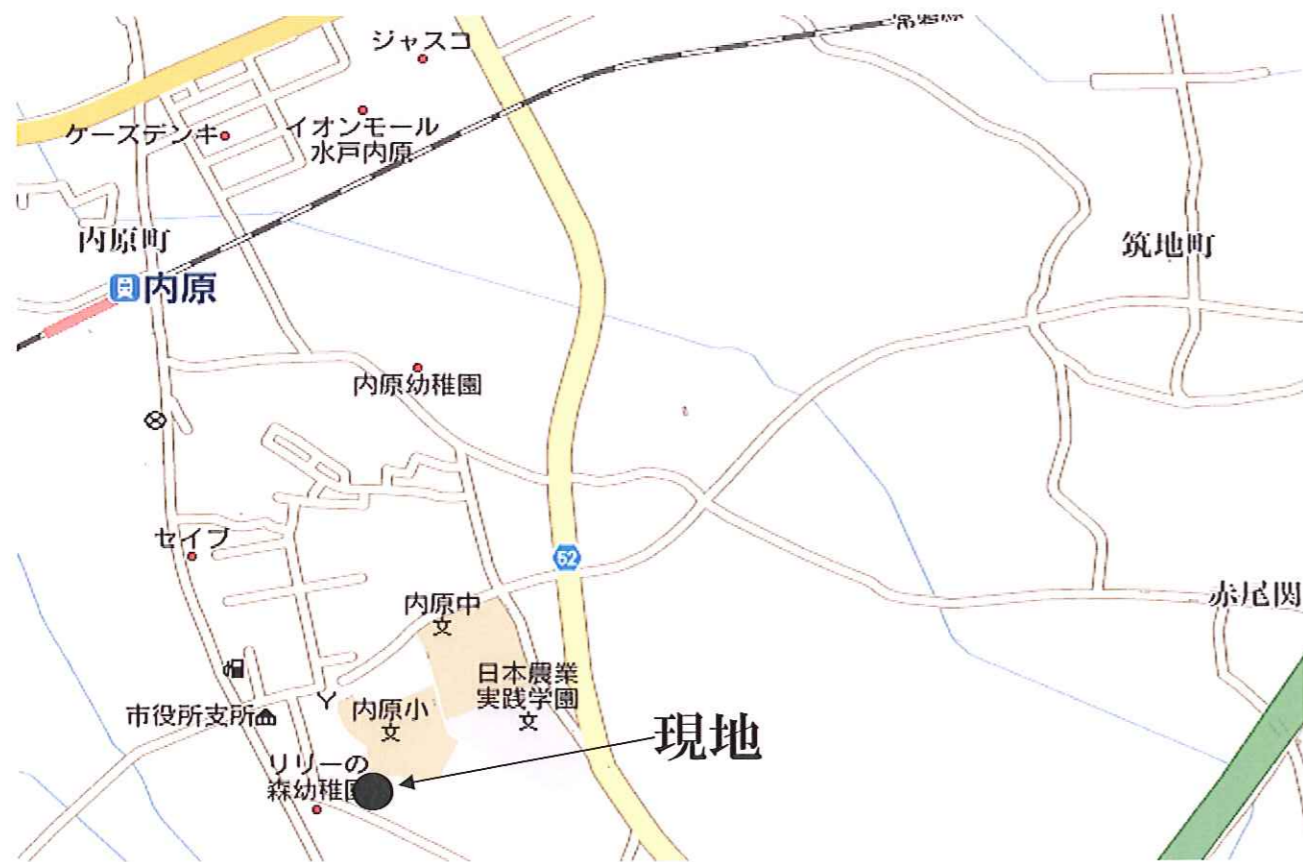 常磐線
ジャスコ
ケーズデンキ
イオンモール
水戸内原
内原町
筑地町
内原
内原幼稚園
セイブ
52
赤尾関
内原中
文
日本農業
実践学園
文
内原小
文
市役所支所
現地
リリーの
森幼稚園